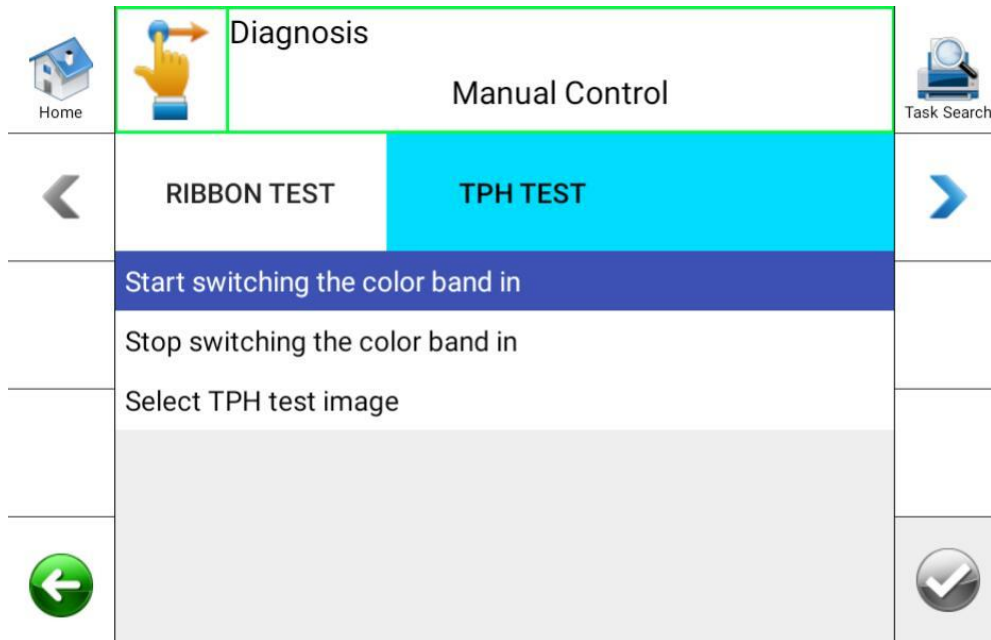 Diagnosis
Manual Control
Home
Task Search
RIBBON TEST
TPH TEST
Start switching the color band in
Stop switching the color band in
Select TPH test image